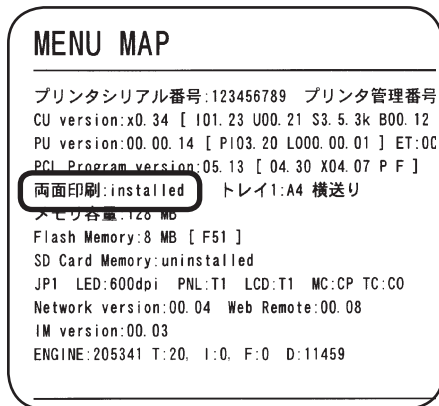 MENU MAP
プリンタシリアル番号:123456789 プリンタ管理番号
CU version:x0.34 [ I01.23 U00.21 S3.5.3k B00.12
PU version:00.00.14 [ PI03.20 L000.00.01 ] ET:00
PCL Program version:05.13 [ 04.30 X04.07 P F ]
両面印刷:installed トレイ1:A4 横送り
メモリ容量:128 MB
Flash Memory:8 MB [ F51 ]
SD Card Memory:uninstalled
JP1 LED:600dpi PNL:T1 LCD:T1 MC:CP TC:C0
Network version:00.04 Web Remote:00.08
IM version:00.03
ENGINE:205341 T:20, I:0, F:0 D:11459